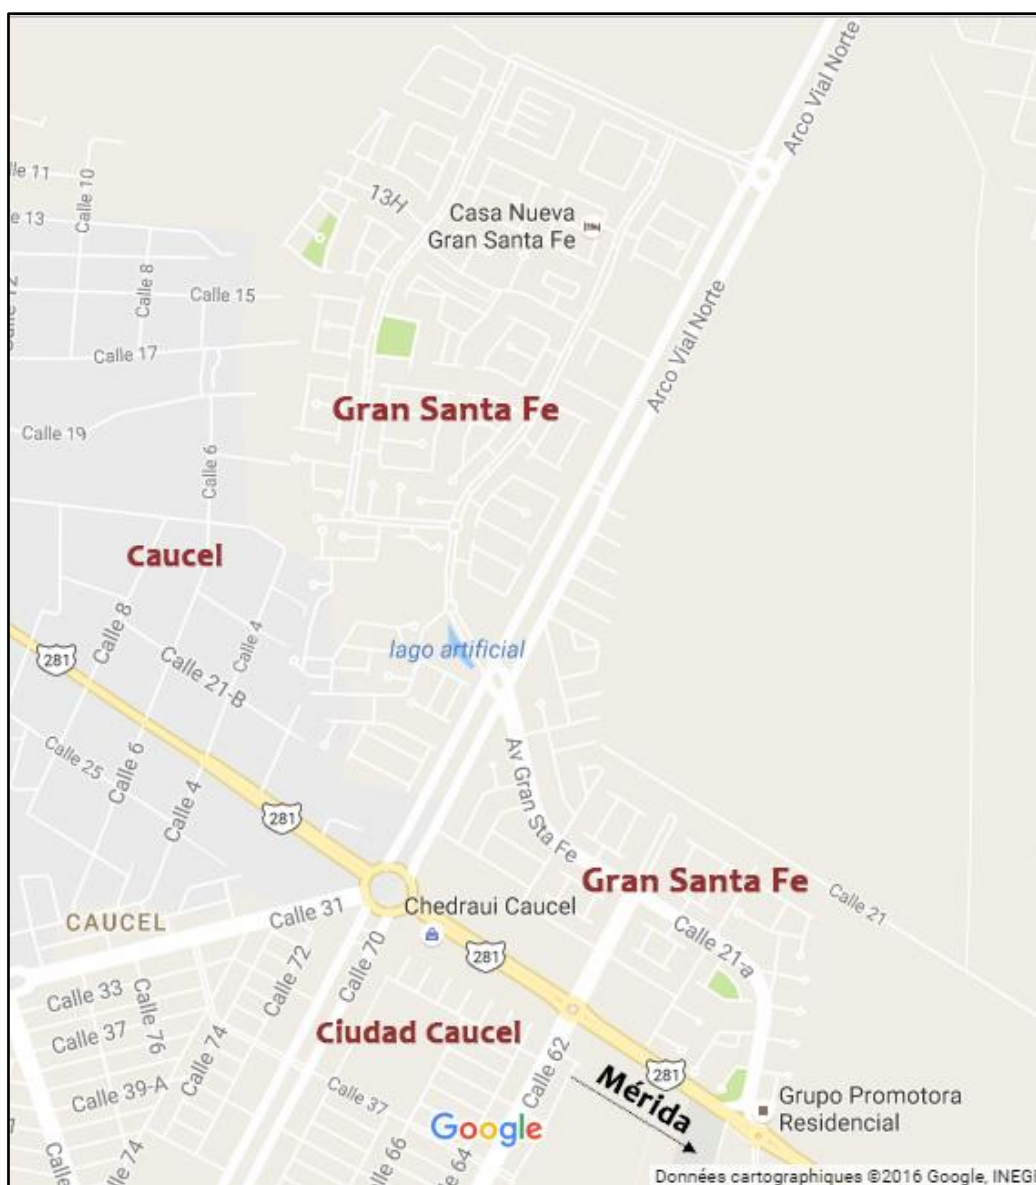 Arco Vial Norte
lle 11
Calle 10
e 13
13H
Casa Nueva
Gran Santa Fe
Calle 8
Calle 15
Calle 17
Arco Vial Norte
Gran Santa Fe
Calle 19
Calle 6
Caucel
Calle 8
Calle 4
lago artificial
281
Calle 21-B
Calle 25
Calle 6
Calle 4
Av Gran Sta Fe
281
Gran Santa Fe
Calle 21
CAUCEL
Calle 31
Chedraui Caucel
Calle 21-a
Calle 70
Calle 72
281
Calle 33
Calle 76
Calle 37
Calle 74
Ciudad Caucel
Calle 62
Calle 39-A
Calle 37
281
Mérida
Grupo Promotora
Residencial
Google
Calle 66
Calle 64
Calle 74
Données cartographiques ©2016 Google, INEGI